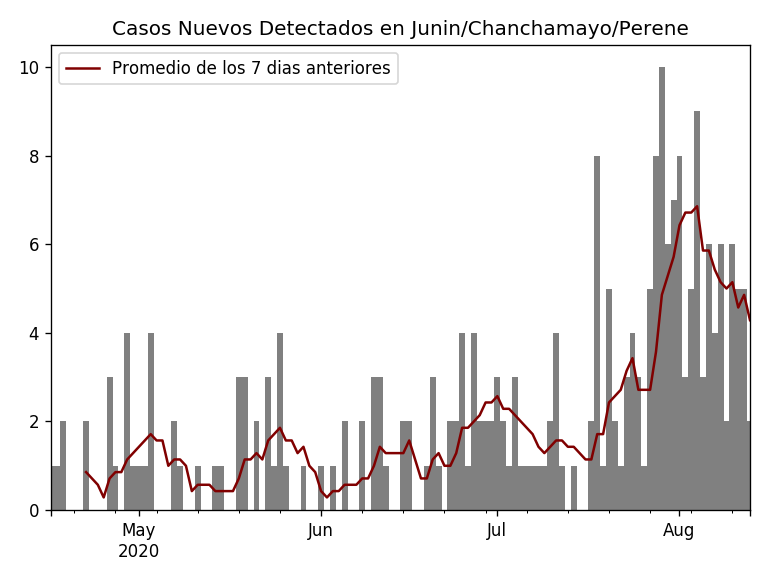 Casos Nuevos Detectados en Junin/Chanchamayo/Perene
Promedio de los 7 dias anteriores
10
8
6
4
2
0
May
2020
Jun
Jul
Aug